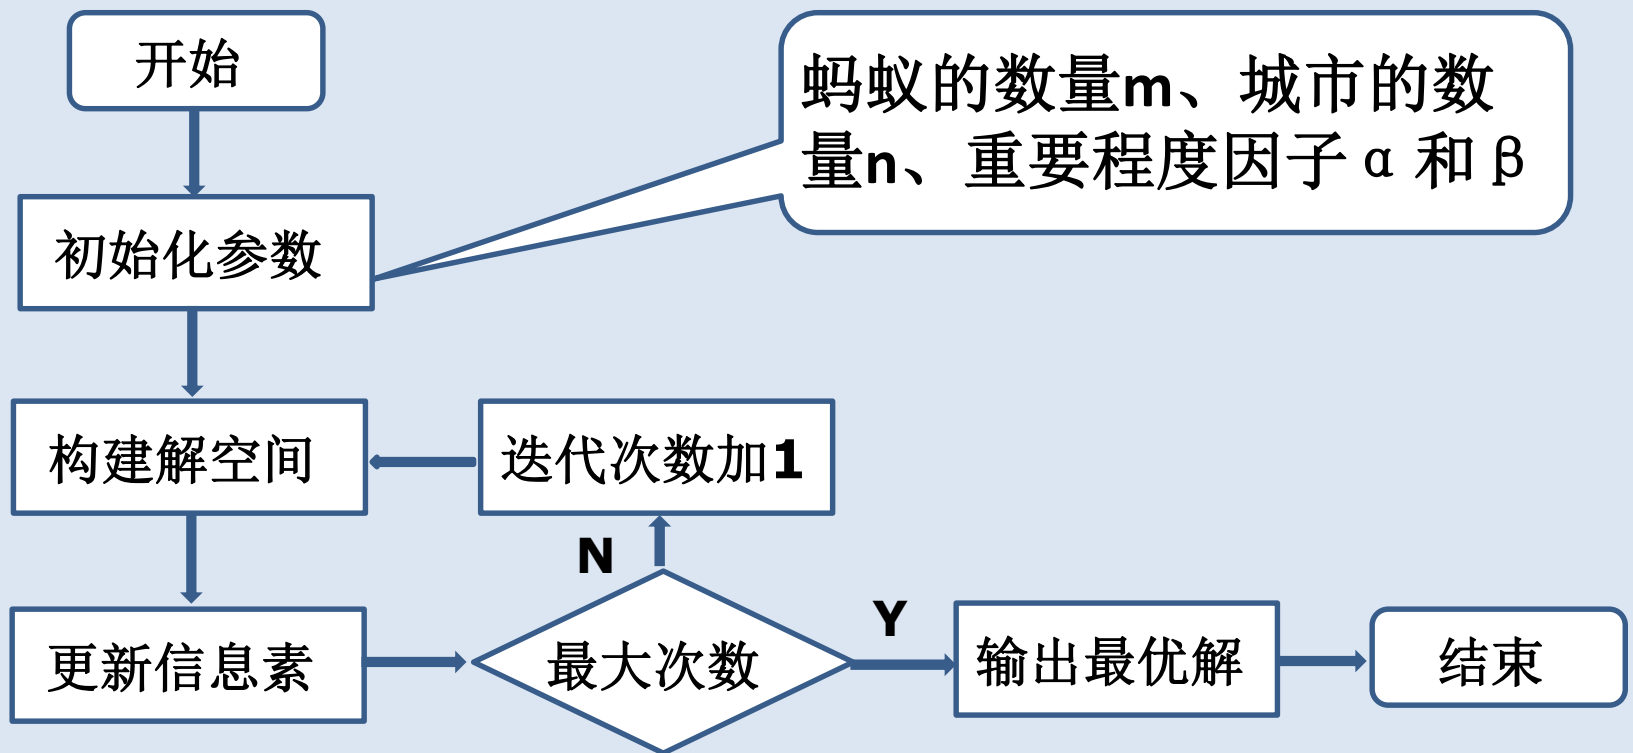 开始
蚂蚁的数量m、城市的数
量n、重要程度因子α和β
初始化参数
构建解空间
迭代次数加1
N
Y
更新信息素
最大次数
输出最优解
结束